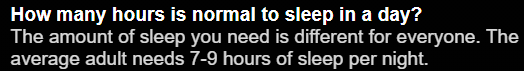 How many hours is normal to sleep in a day?
The amount of sleep you need is different for everyone. The
average adult needs 7-9 hours of sleep per night.